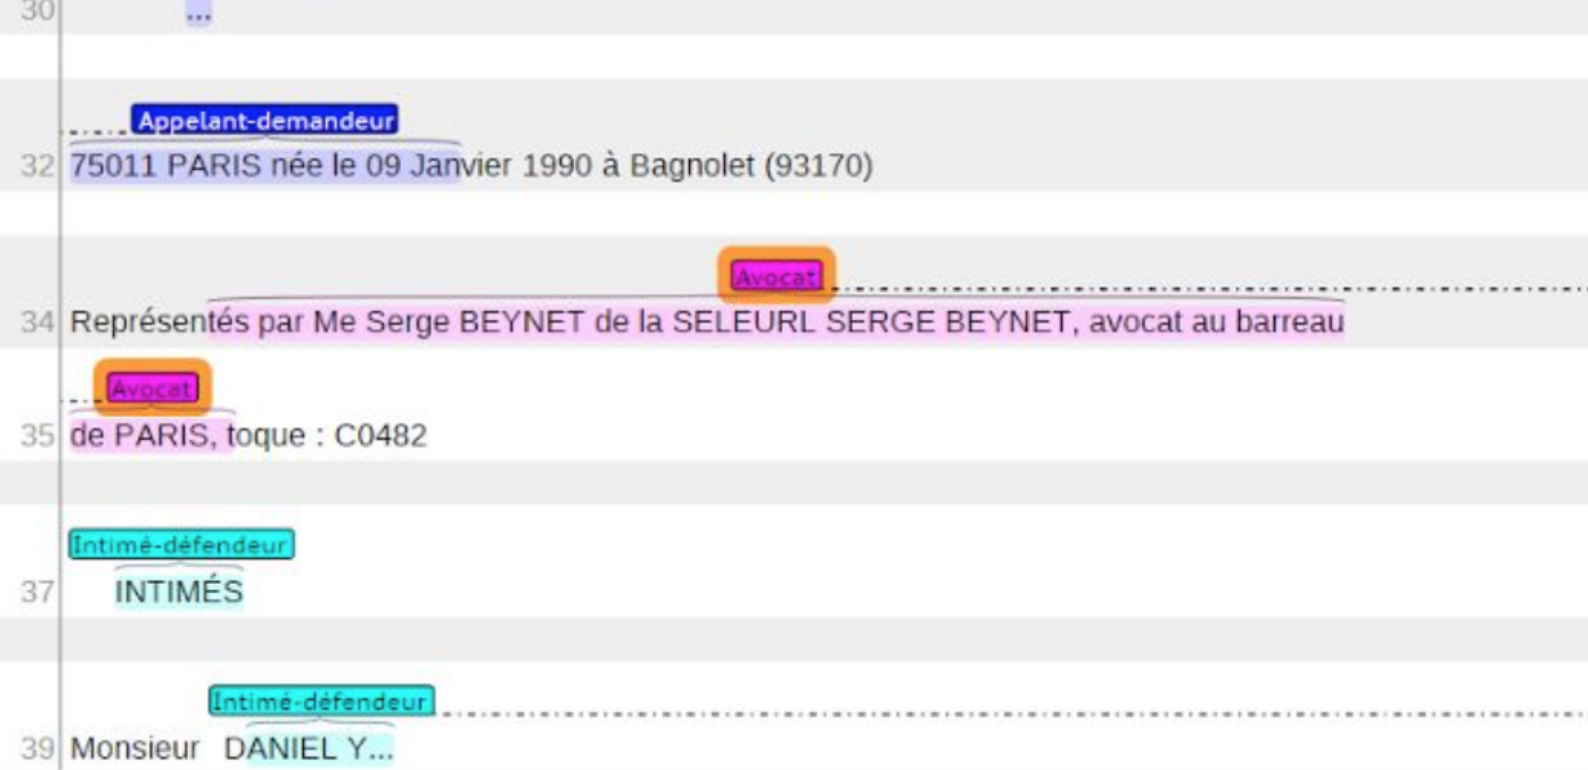 30 ...
Appelant-demandeur
32 75011 PARIS née le 09 Janvier 1990 à Bagnolet (93170)
Avocat
34 Représentés par Me Serge BEYNET de la SELEURL SERGE BEYNET, avocat au barreau
Avocat
35 de PARIS, toque : C0482
Intimé-défendeur
37 INTIMÉS
Intimé-défendeur
39 Monsieur DANIEL Y...